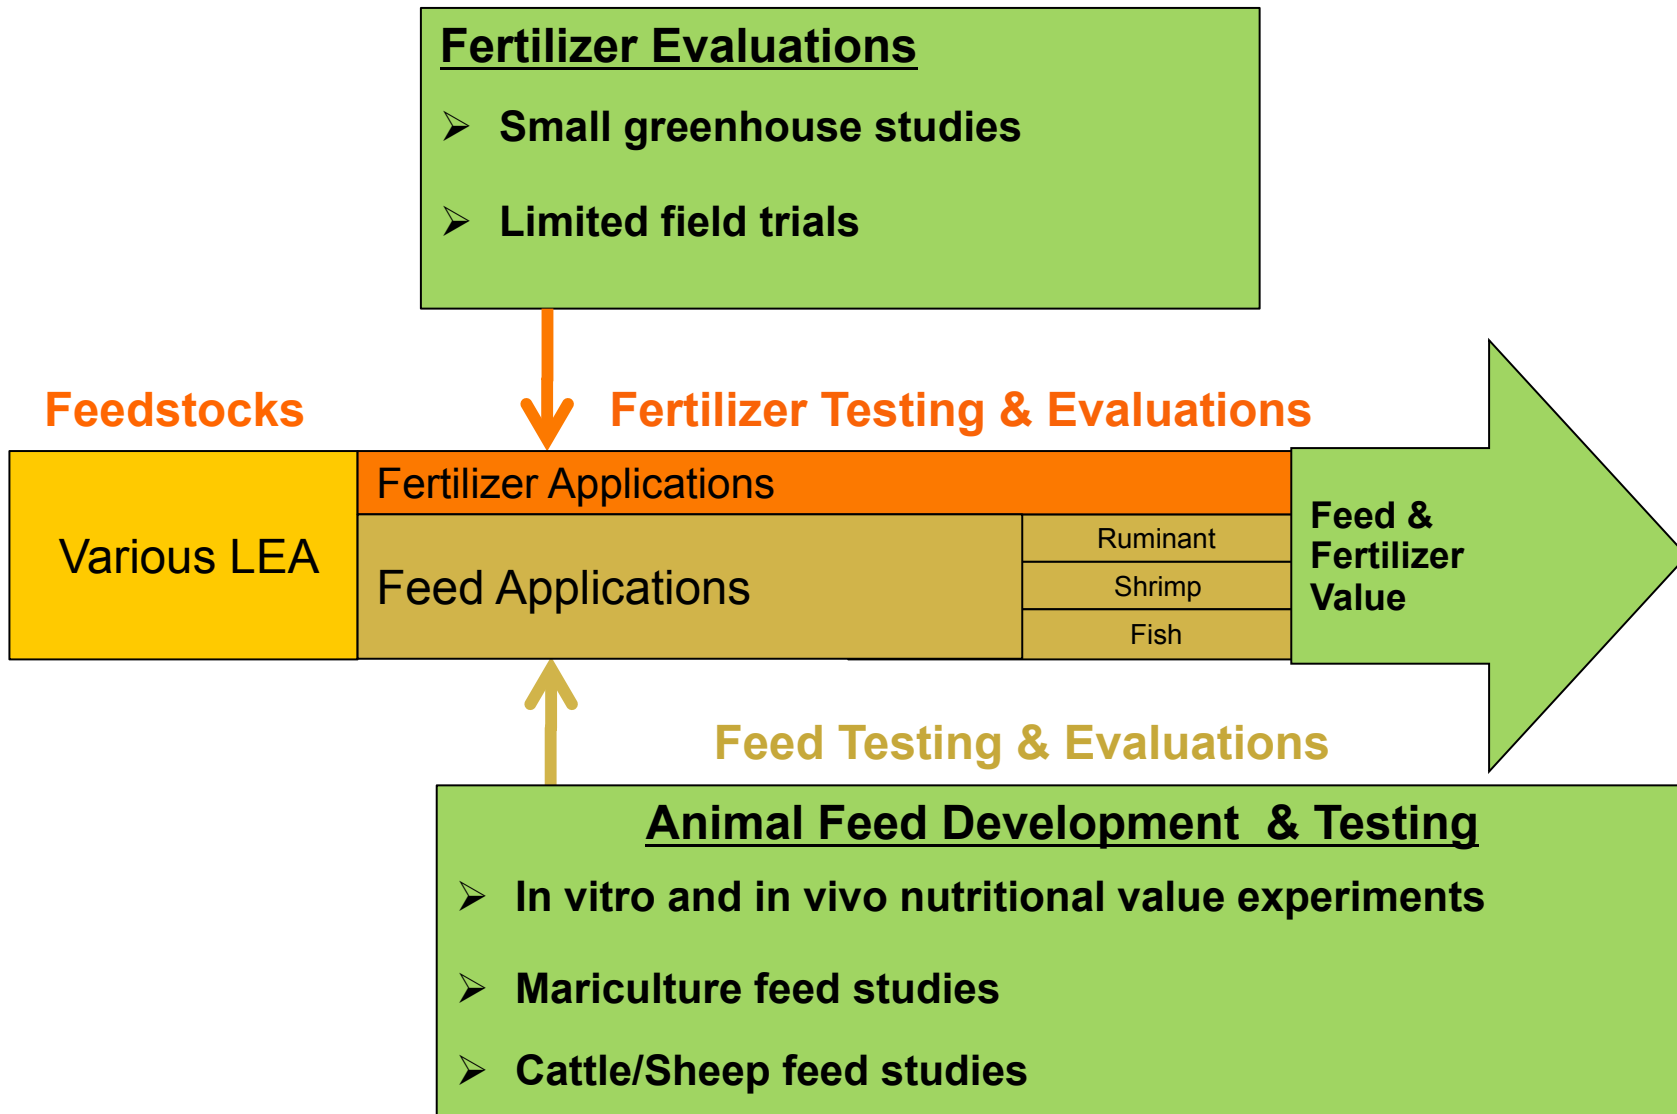 Fertilizer Evaluations
➢ Small greenhouse studies
➢ Limited field trials
Feedstocks
Fertilizer Testing & Evaluations
Various LEA
Fertilizer Applications
Feed Applications
Ruminant
Shrimp
Fish
Feed &
Fertilizer
Value
Feed Testing & Evaluations
Animal Feed Development & Testing
➢ In vitro and in vivo nutritional value experiments
➢ Mariculture feed studies
➢ Cattle/Sheep feed studies